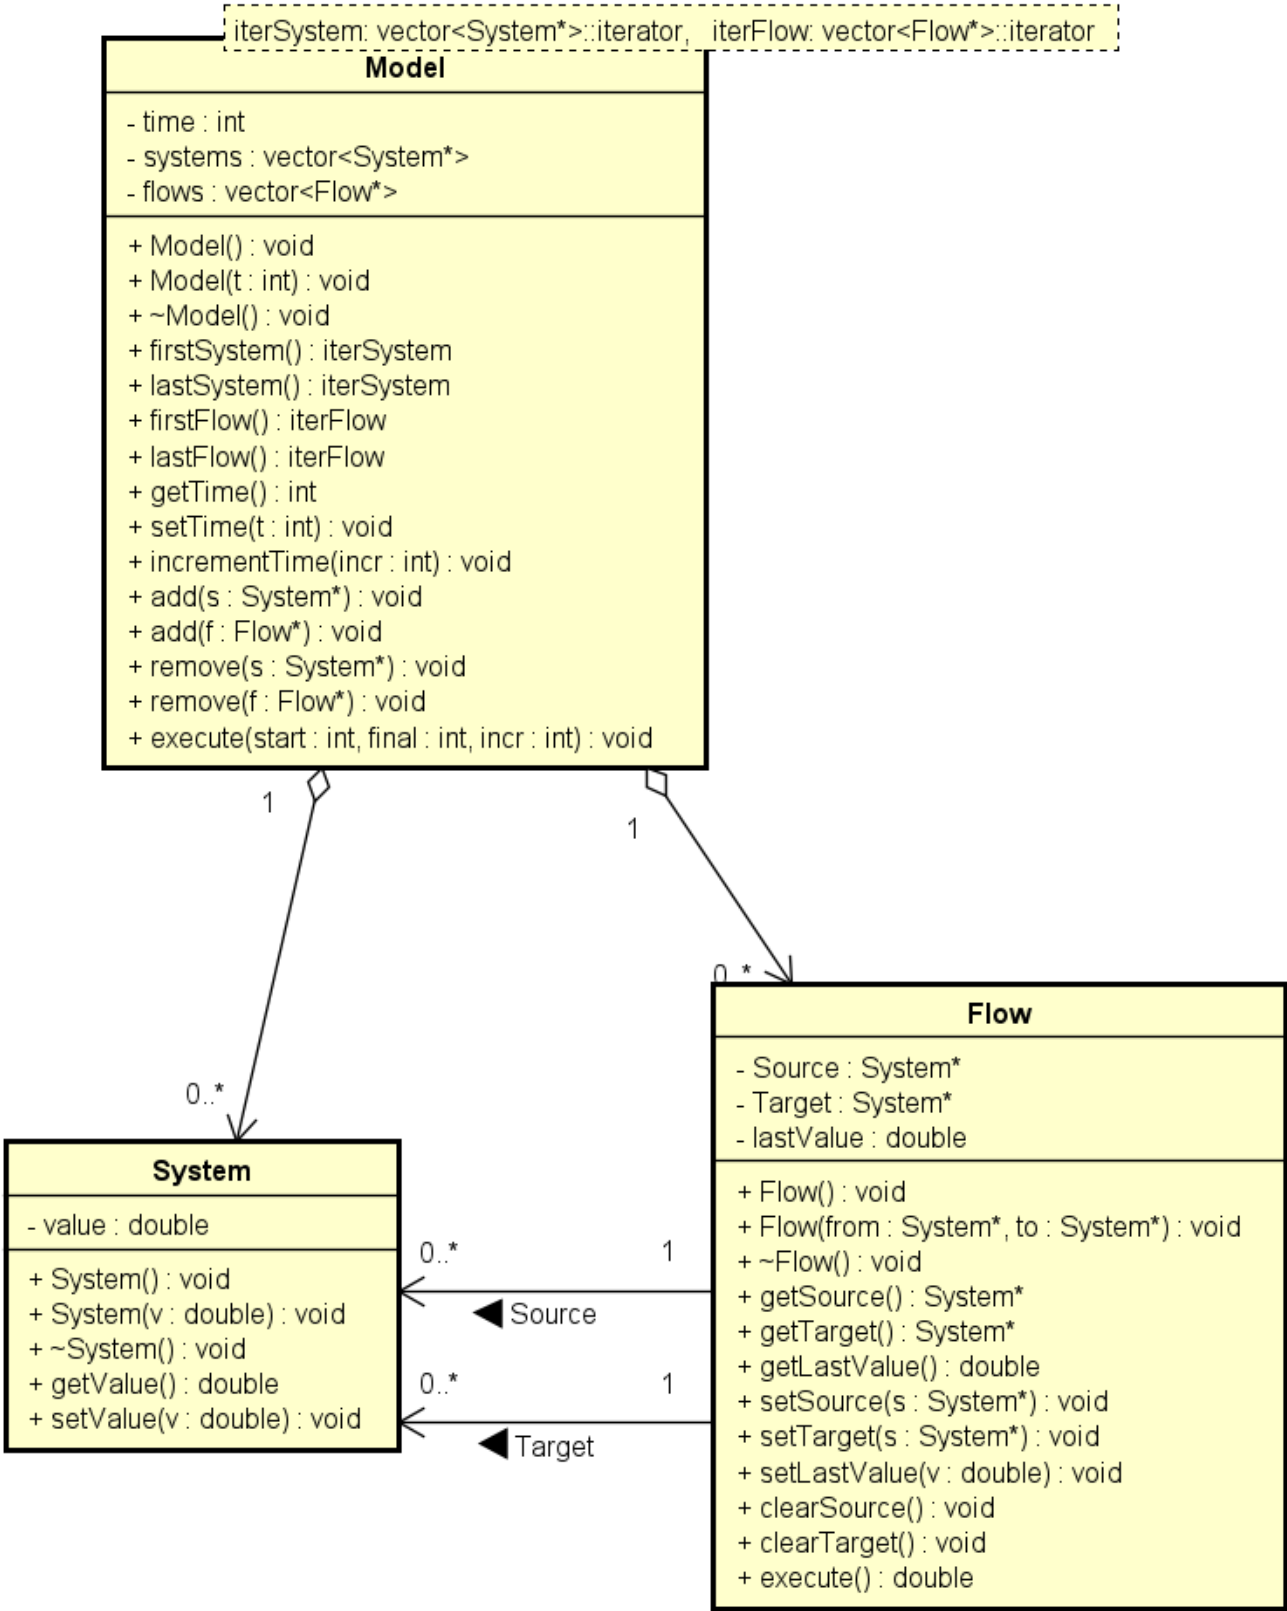 iterSystem: vector<System*>::iterator, iterFlow: vector<Flow*>::iterator
Model
- time : int
- systems : vector<System*>
- flows : vector<Flow*>
+ Model() : void
+ Model(t : int) : void
+ ~Model() : void
+ firstSystem() : iterSystem
+ lastSystem() : iterSystem
+ firstFlow() : iterFlow
+ lastFlow() : iterFlow
+ getTime() : int
+ setTime(t : int) : void
+ incrementTime(incr : int) : void
+ add(s : System*) : void
+ add(f : Flow*) : void
+ remove(s : System*) : void
+ remove(f : Flow*) : void
+ execute(start : int, final : int, incr : int) : void
1
1
0..*
0..*
Flow
- Source : System*
- Target : System*
- lastValue : double
+ Flow() : void
+ Flow(from : System*, to : System*) : void
+ ~Flow() : void
+ getSource() : System*
+ getTarget() : System*
+ getLastValue() : double
+ setSource(s : System*) : void
+ setTarget(s : System*) : void
+ setLastValue(v : double) : void
+ clearSource() : void
+ clearTarget() : void
+ execute() : double
System
- value : double
+ System() : void
+ System(v : double) : void
+ ~System() : void
+ getValue() : double
+ setValue(v : double) : void
0..* 1
◀ Source
0..* 1
◀ Target